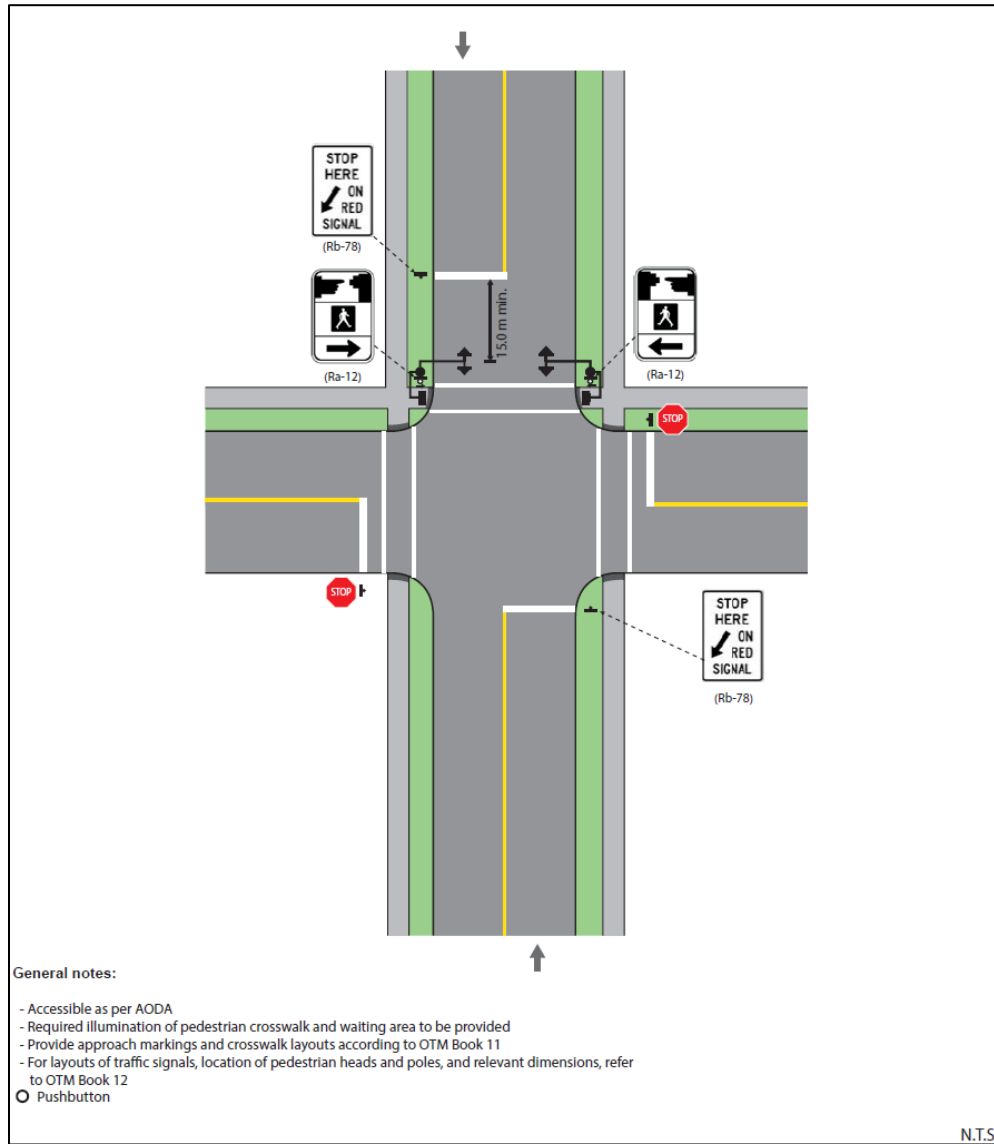 STOP
HERE
ON
RED
SIGNAL
(Rb-78)
(Ra-12)
15.0 m min.
(Ra-12)
STOP
STOP
STOP
HERE
ON
RED
SIGNAL
(Rb-78)
General notes:
- Accessible as per AODA
- Required illumination of pedestrian crosswalk and waiting area to be provided
- Provide approach markings and crosswalk layouts according to OTM Book 11
- For layouts of traffic signals, location of pedestrian heads and poles, and relevant dimensions, refer
to OTM Book 12
Pushbutton
N.T.S